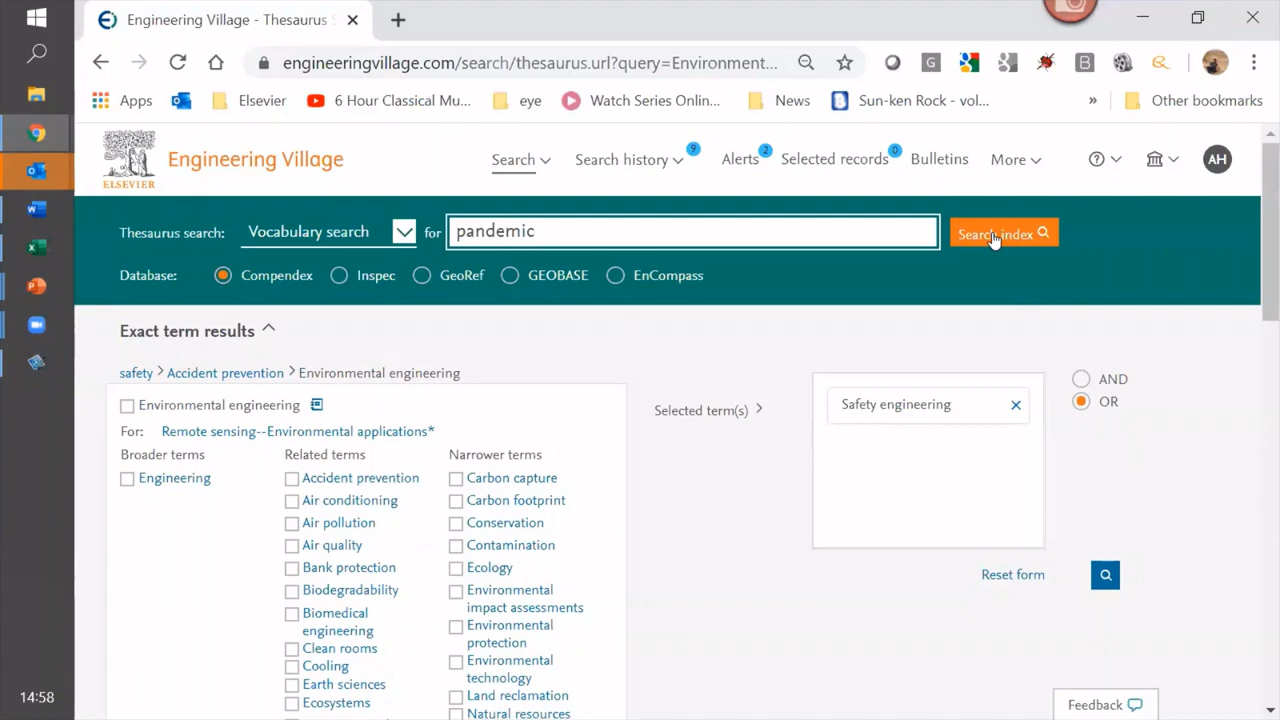 Engineering Village - Thesaurus S
engineeringvillage.com/search/thesaurus.url?query=Environment...
Apps
Elsevier
6 Hour Classical Mu...
eye
Watch Series Onlin...
News
Sun-ken Rock - vol...
»
Other bookmarks
ELSEVIER
Engineering Village
Search
Search history 9
Alerts 2
Selected records 0
Bulletins
More
AH
Thesaurus search: Vocabulary search for pandemic Search index
Database: Compendex Inspec GeoRef GEOBASE EnCompass
Exact term results
safety > Accident prevention > Environmental engineering
Environmental engineering
For: Remote sensing--Environmental applications*
Broader terms
Engineering
Related terms
Accident prevention
Air conditioning
Air pollution
Air quality
Bank protection
Biodegradability
Biomedical
engineering
Clean rooms
Cooling
Earth sciences
Ecosystems
Narrower terms
Carbon capture
Carbon footprint
Conservation
Contamination
Ecology
Environmental
impact assessments
Environmental
protection
Environmental
technology
Land reclamation
Natural resources
Selected term(s) >
Safety engineering
AND
OR
Reset form
Feedback
14:58